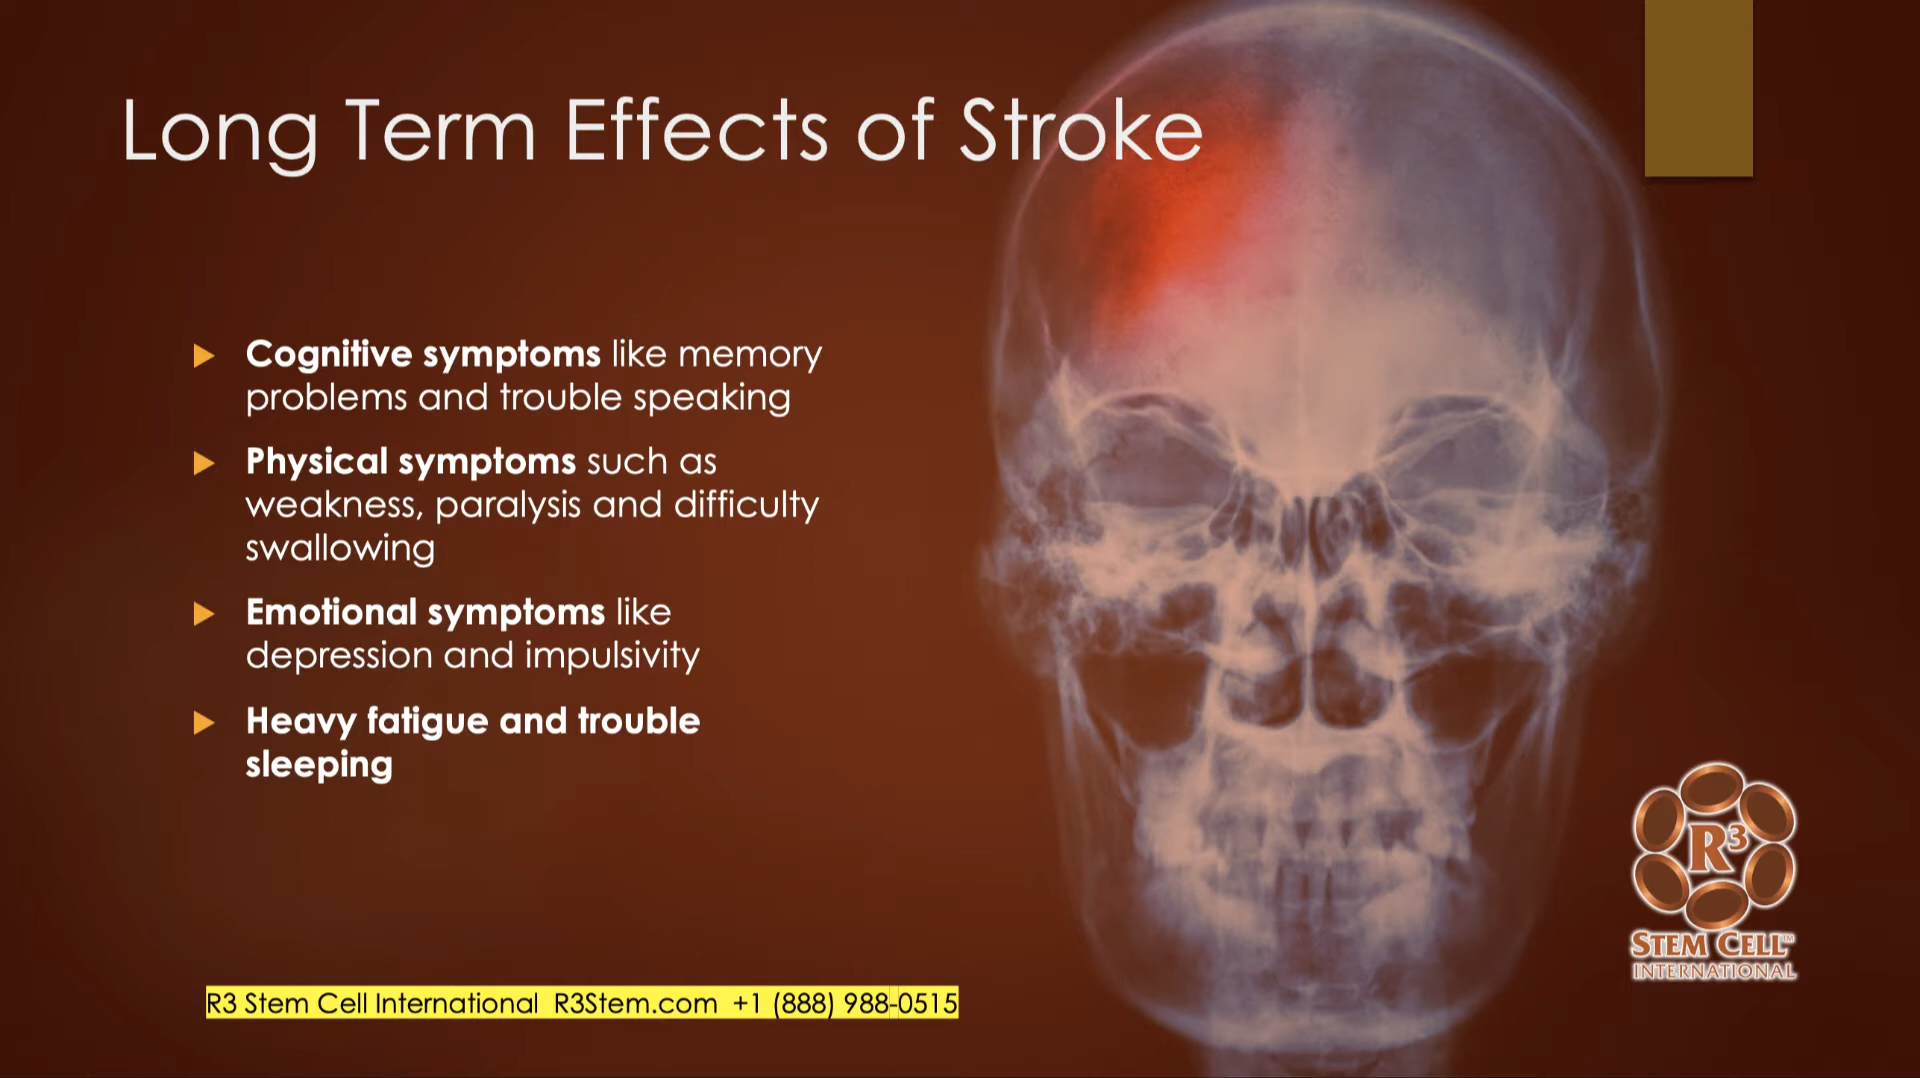 Long Term Effects of Stroke
Cognitive symptoms like memory
problems and trouble speaking
Physical symptoms such as
weakness, paralysis and difficulty
swallowing
Emotional symptoms like
depression and impulsivity
Heavy fatigue and trouble
sleeping
R3
STEM CELL™
INTERNATIONAL
R3 Stem Cell International R3Stem.com +1 (888) 988-0515